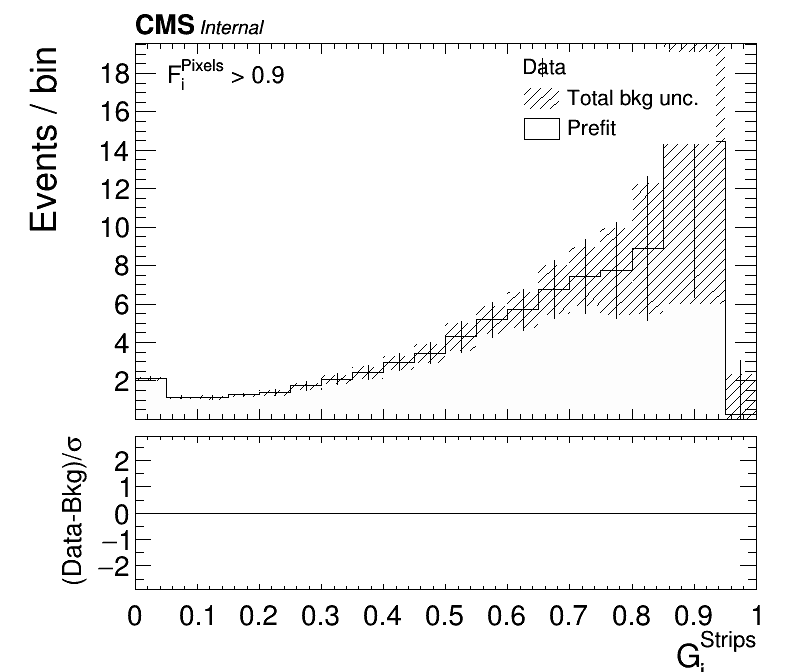 CMS Internal
F_i^Pixels > 0.9
Data
Total bkg unc.
Prefit
Events / bin
18
16
14
12
10
8
6
4
2
(Data-Bkg)/σ
2
1
0
−1
−2
0 0.1 0.2 0.3 0.4 0.5 0.6 0.7 0.8 0.9 1
G_i^Strips